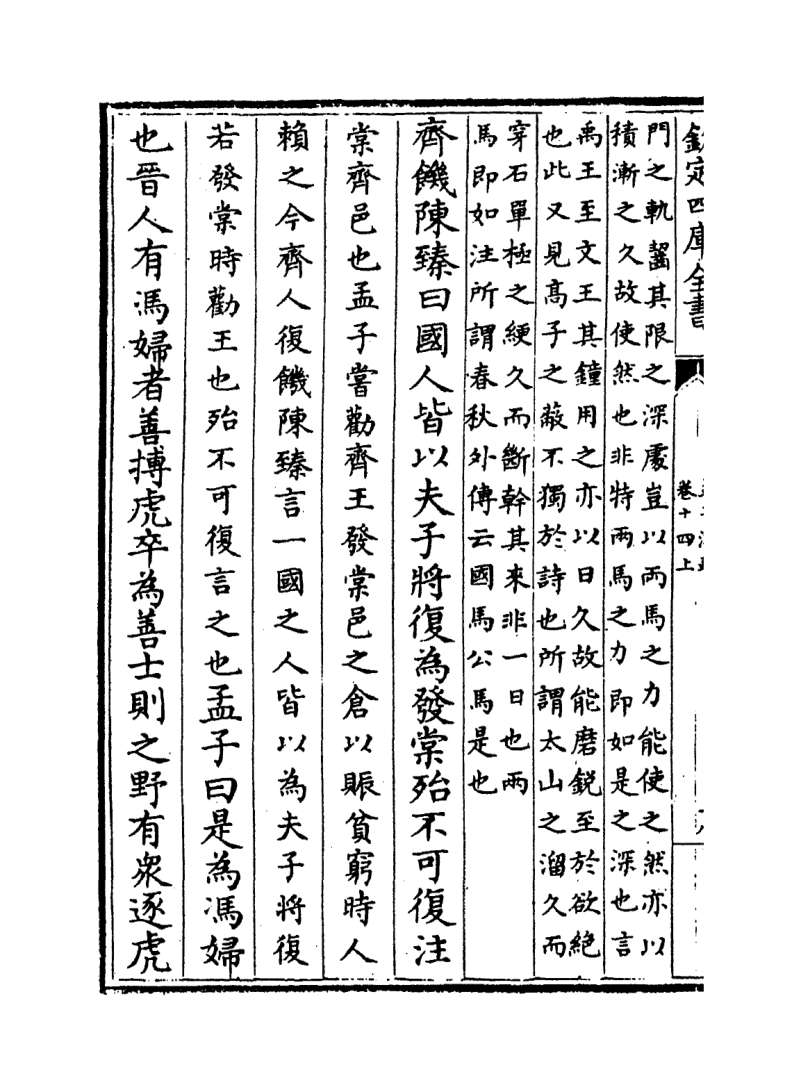 欽定四庫全書
卷十四上
門之軌齧其限之深處豈以兩馬之力能使之然亦以
積漸之久故使然也非特兩馬之力即如是之深也言
禹王至文王其鐘用之亦以日久故能磨銳至於欲絕
也此又見高子之蔽不獨於詩也所謂太山之溜久而
穿石單極之綆久而斷幹其來非一日也兩
馬即如注所謂春秋外傳云國馬公馬是也
齊饑陳臻曰國人皆以夫子將復為發棠殆不可復注
棠齊邑也孟子嘗勸齊王發棠邑之倉以賑貧窮時人
賴之今齊人復饑陳臻言一國之人皆以為夫子將復
若發棠時勸王也殆不可復言之也孟子曰是為馮婦
也晉人有馮婦者善搏虎卒為善士則之野有衆逐虎